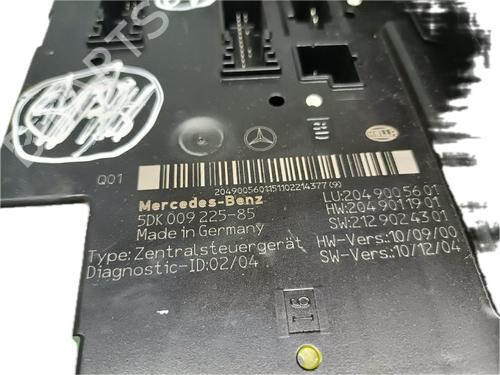 HELLA
Q01
2049005601151102214377 (9)
Mercedes-Benz
5DK 009 225-85
Made in Germany
Type: Zentralsteuergerät
Diagnostic-ID:02/04
LU:204 900 56 01
HW:204 901 19 01
SW:212 902 43 01
HW-Vers.:10/09/00
SW-Vers.:10/12/04